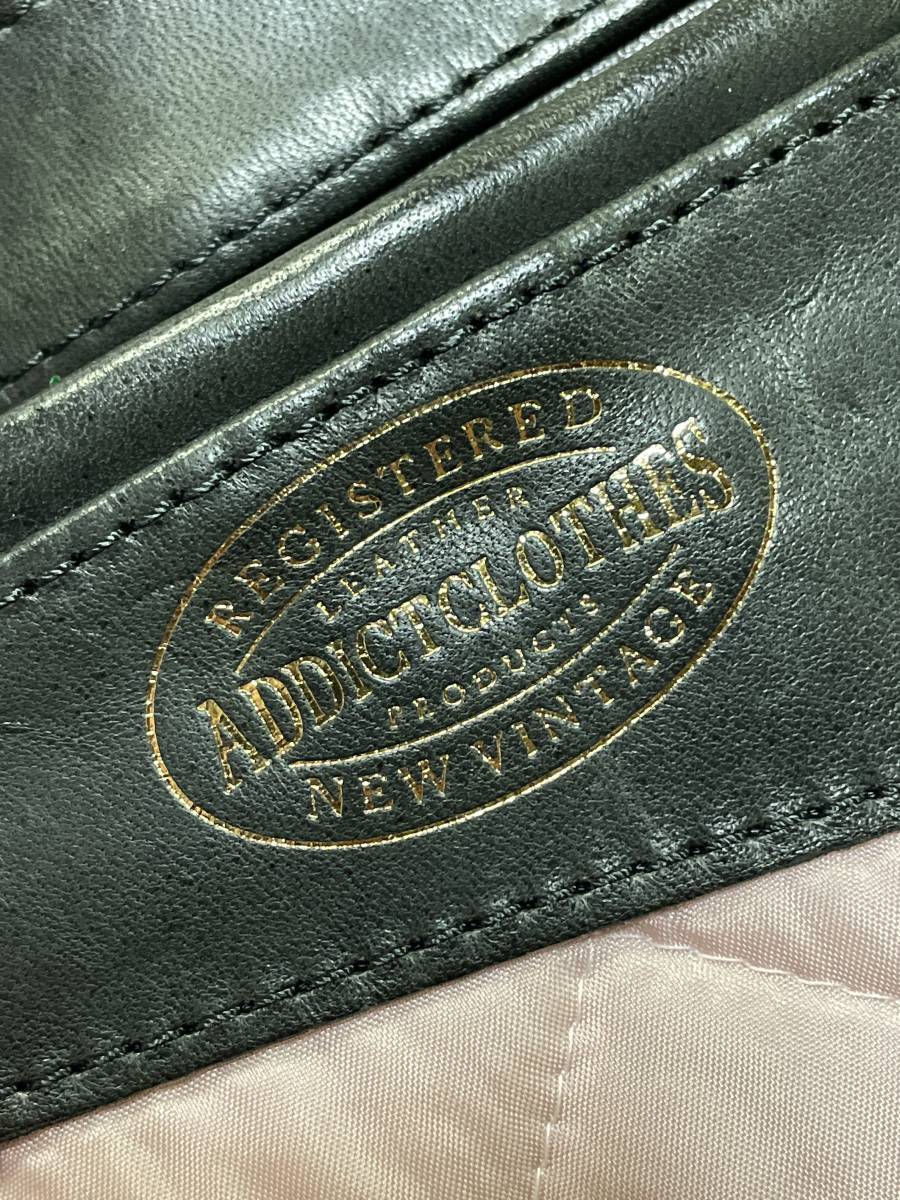 REGISTERED
LEATHER
ADDICTCLOTHES
PRODUCTS
NEW VINTAGE